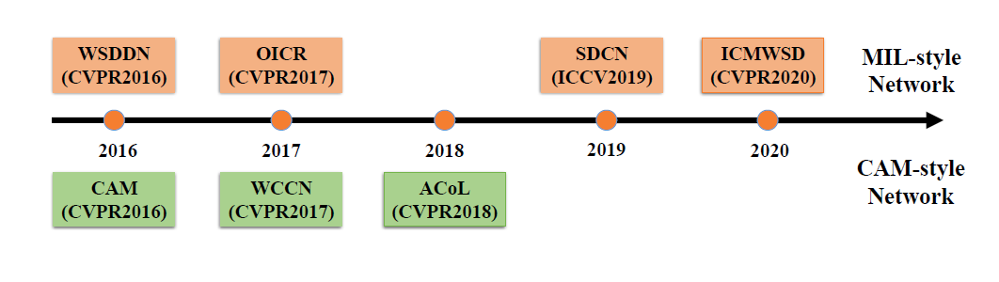 WSDDN
(CVPR2016)
OICR
(CVPR2017)
SDCN
(ICCV2019)
ICMWSD
(CVPR2020)
MIL-style
Network
2016
2017
2018
2019
2020
CAM
(CVPR2016)
WCCN
(CVPR2017)
ACoL
(CVPR2018)
CAM-style
Network